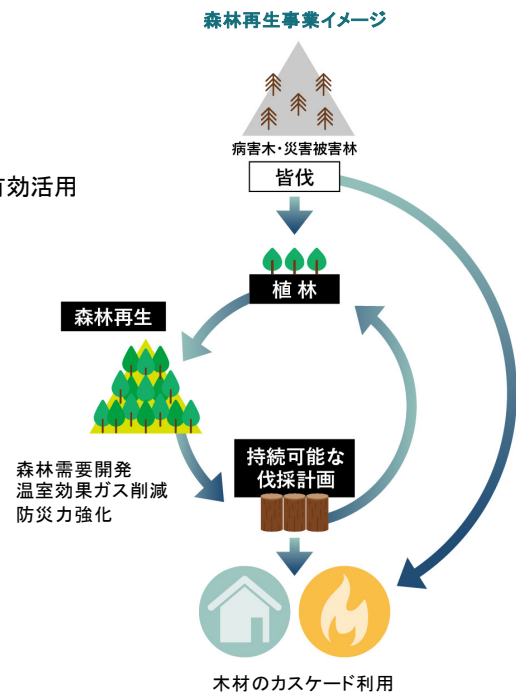 森林再生事業イメージ
病害木・災害被害林
皆伐
有効活用
植林
森林再生
森林需要開発
温室効果ガス削減
防災力強化
持続可能な
伐採計画
木材のカスケード利用